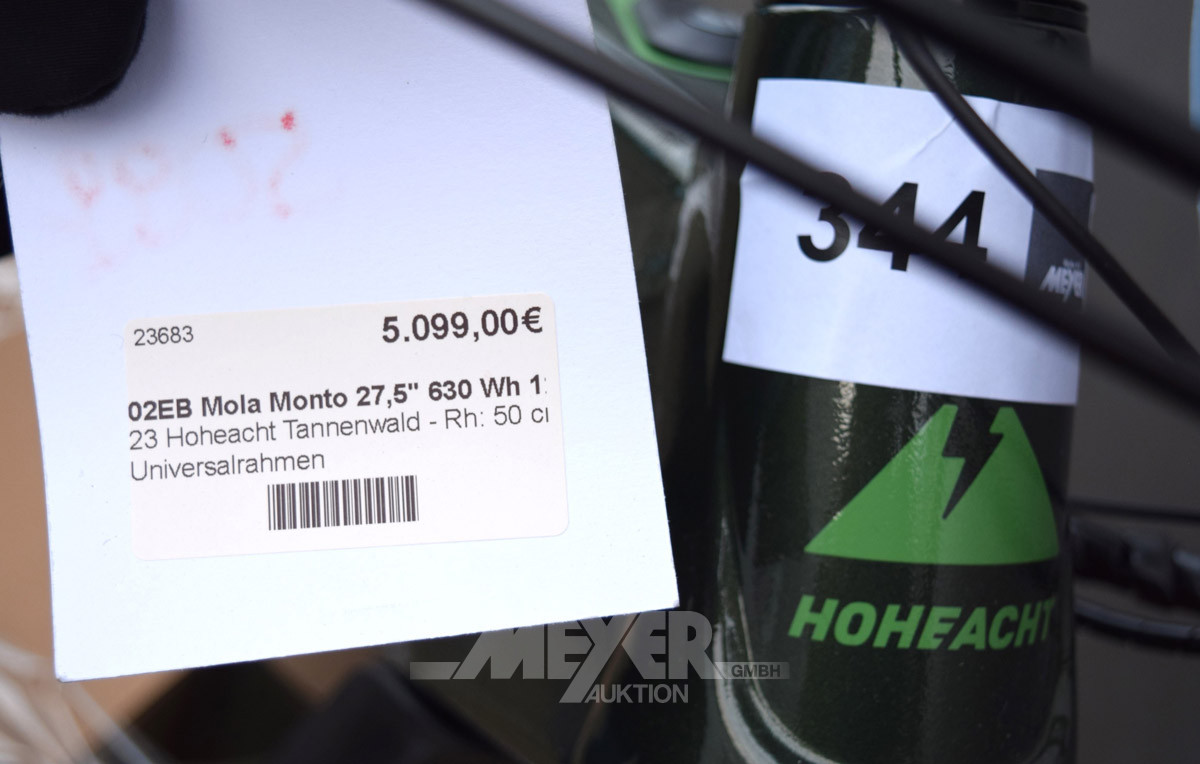 23683
5.099,00€
02EB Mola Monto 27,5" 630 Wh
23 Hoheacht Tannenwald - Rh: 50
Universalrahmen
344
MEYER
HOHEACHT
MEYER
GMBH
AUKTION